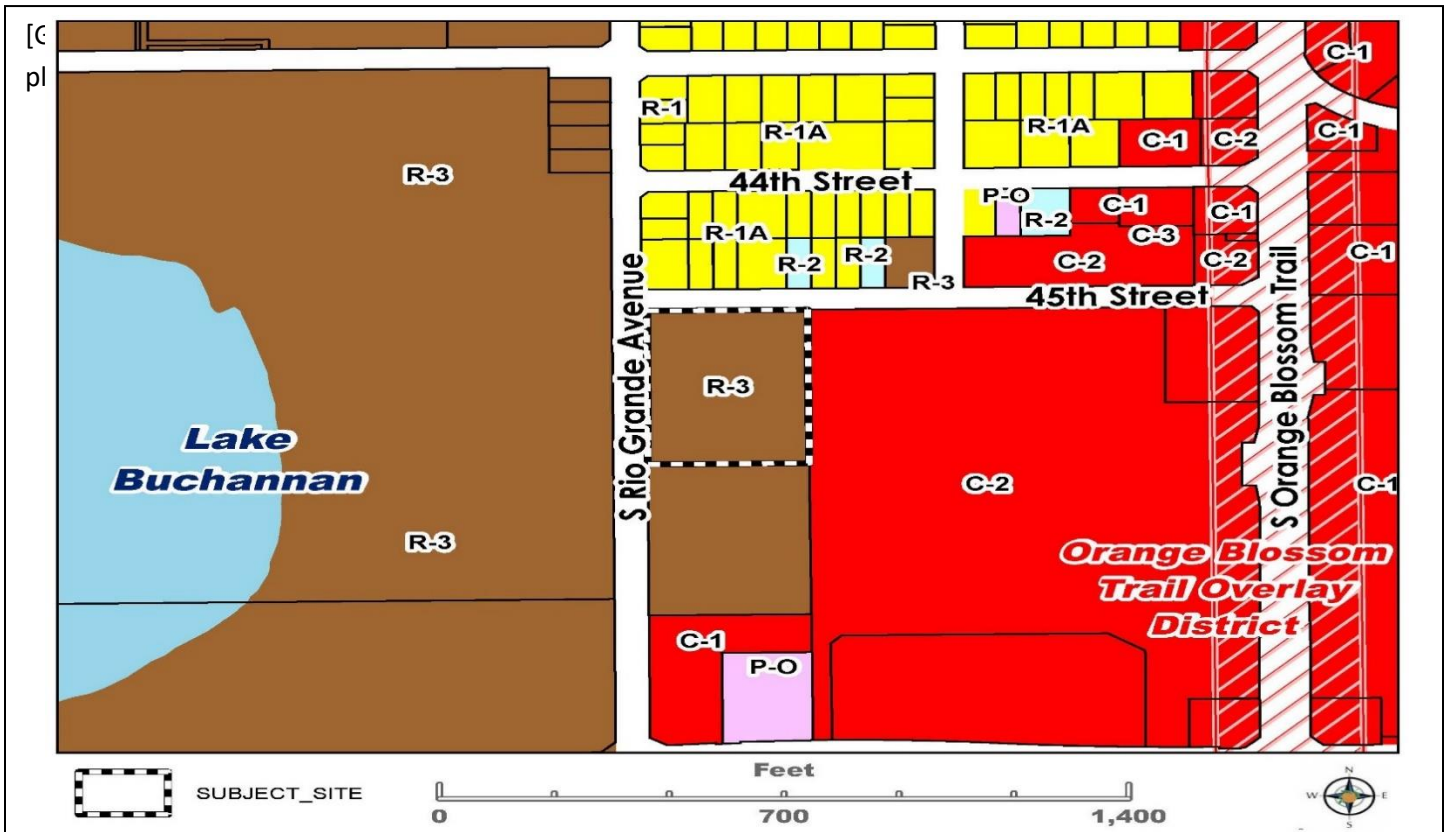 [G
pl
C-1
R-1
R-1A
R-1A
C-1
C-2
C-1
R-3
44th Street
P-O
R-2
C-1
C-1
C-3
R-1A
R-2
R-2
R-3
C-2
C-2
C-1
45th Street
S Rio Grande Avenue
S Orange Blossom Trail
R-3
Lake
Buchannan
C-2
C-1
R-3
Orange Blossom
Trail Overlay
District
C-1
P-O
SUBJECT_SITE
Feet
0
700
1,400
N
W
E
S